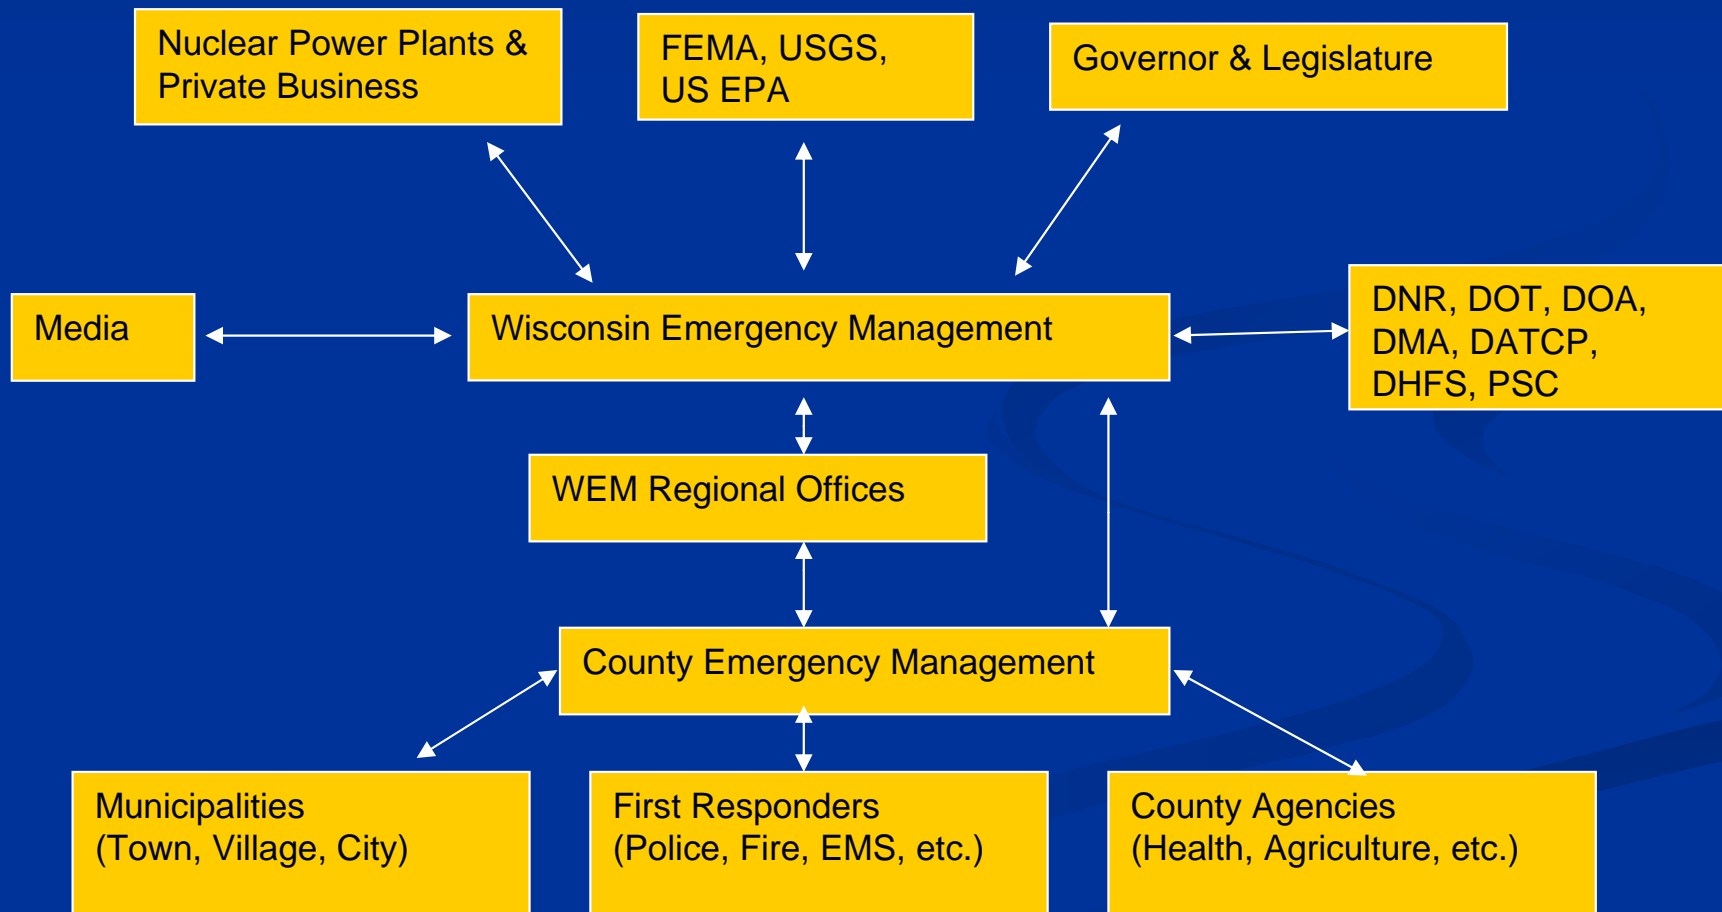 Nuclear Power Plants &
Private Business
FEMA, USGS,
US EPA
Governor & Legislature
Media
Wisconsin Emergency Management
DNR, DOT, DOA,
DMA, DATCP,
DHFS, PSC
WEM Regional Offices
County Emergency Management
Municipalities
(Town, Village, City)
First Responders
(Police, Fire, EMS, etc.)
County Agencies
(Health, Agriculture, etc.)